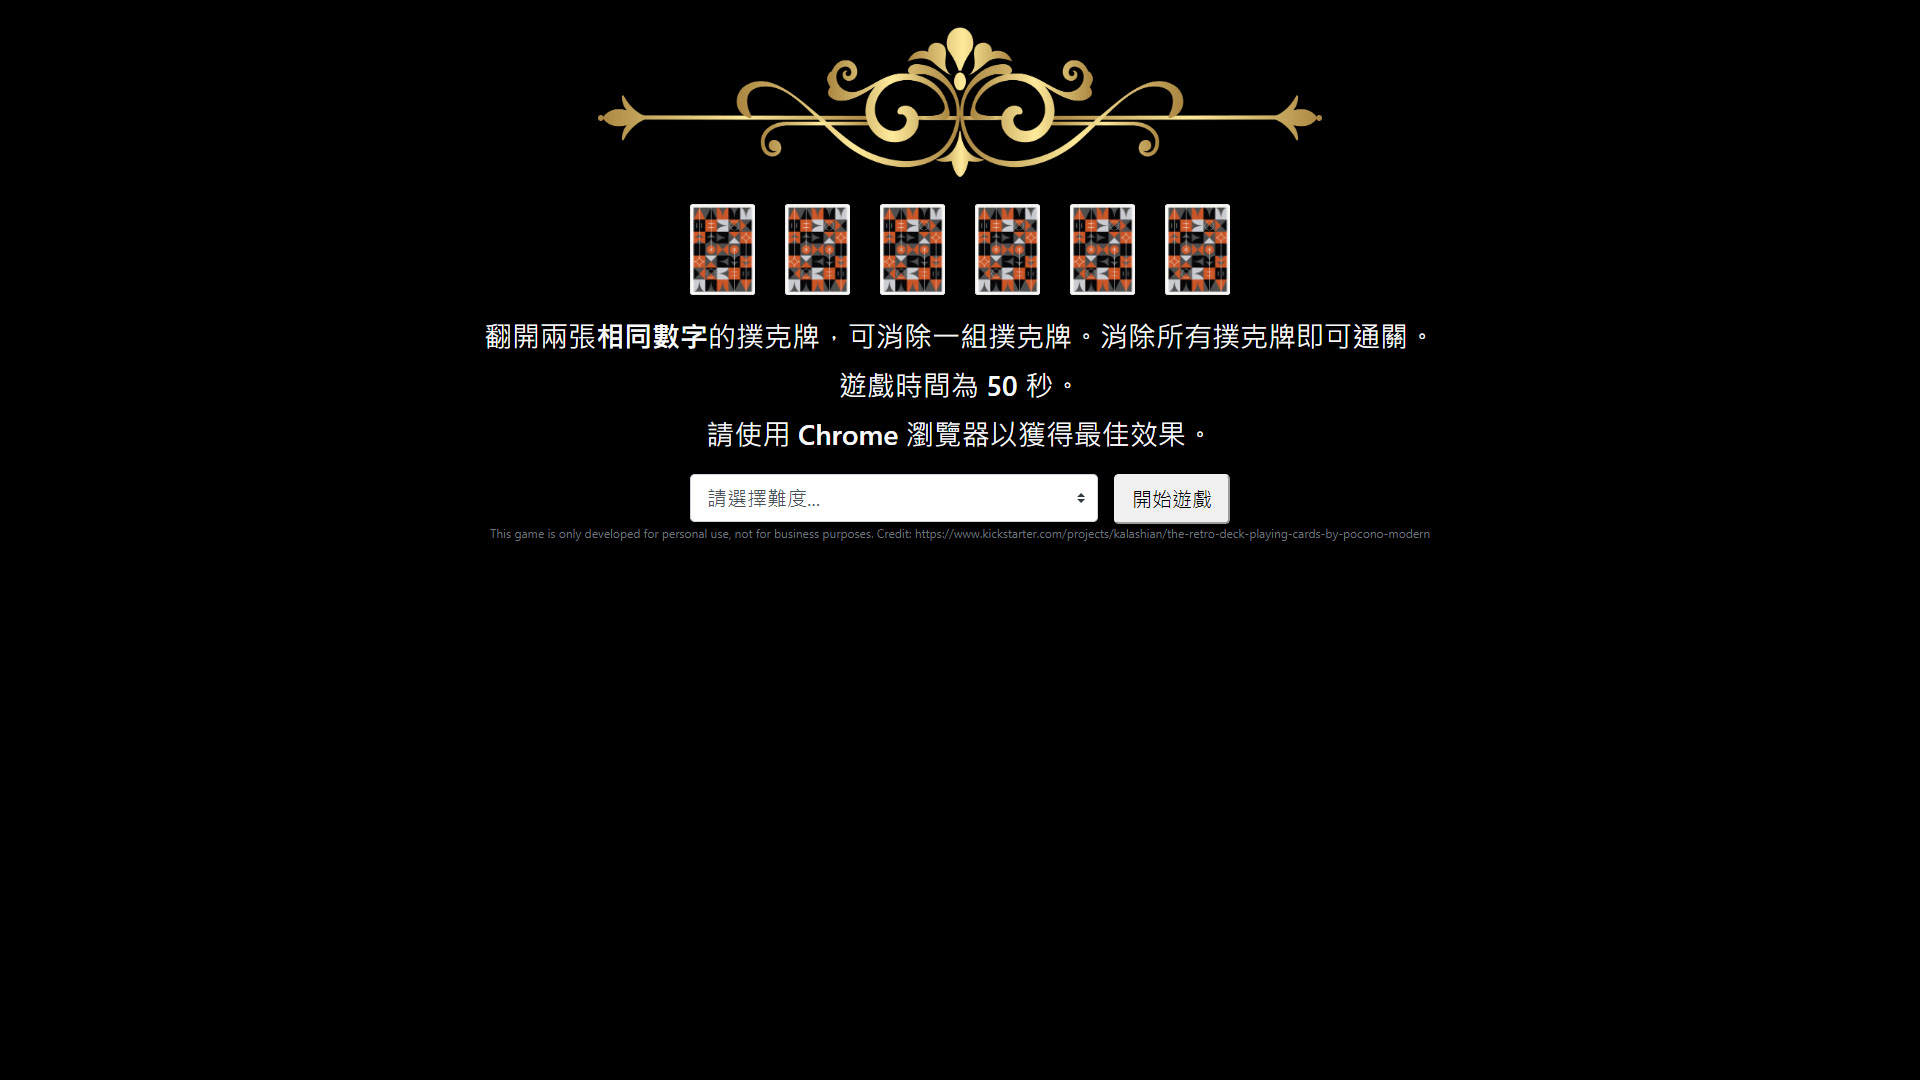 翻開兩張相同數字的撲克牌，可消除一組撲克牌。消除所有撲克牌即可通關。
遊戲時間為 50 秒。
請使用 Chrome 瀏覽器以獲得最佳效果。
請選擇難度...
開始遊戲
This game is only developed for personal use, not for business purposes. Credit: https://www.kickstarter.com/projects/kalashian/the-retro-deck-playing-cards-by-pocono-modern